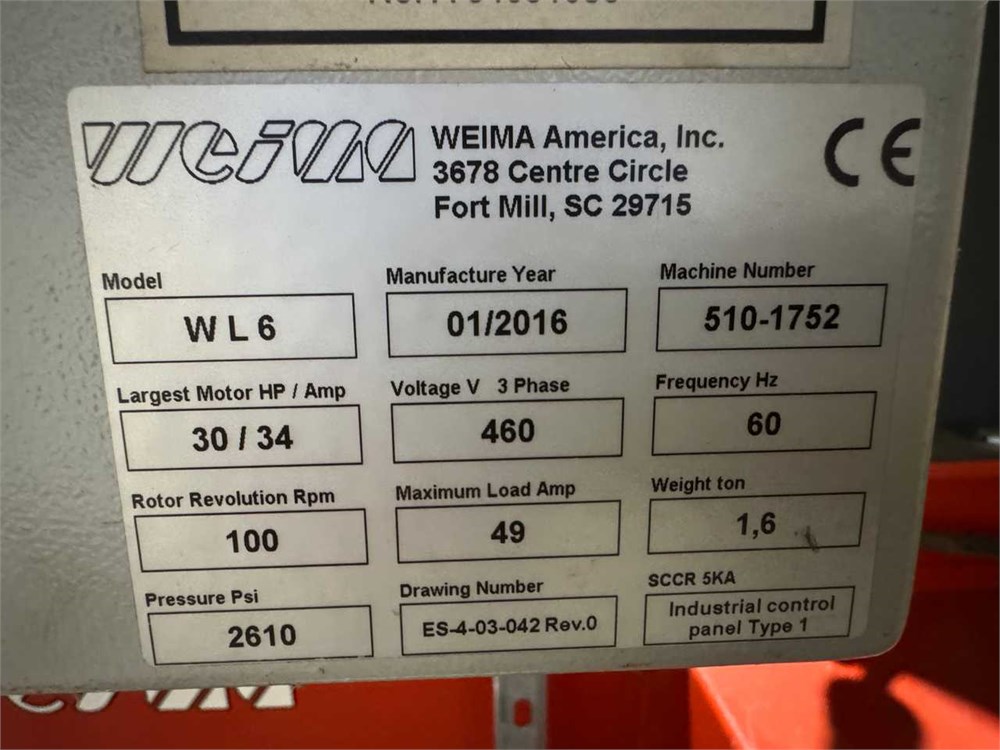 WEIMA
WEIMA America, Inc.
3678 Centre Circle
Fort Mill, SC 29715
CE
Model
WL6
Manufacture Year
01/2016
Machine Number
510-1752
Largest Motor HP / Amp
30 / 34
Voltage V 3 Phase
460
Frequency Hz
60
Rotor Revolution Rpm
100
Maximum Load Amp
49
Weight ton
1,6
Pressure Psi
2610
Drawing Number
ES-4-03-042 Rev.0
SCCR 5KA
Industrial control
panel Type 1